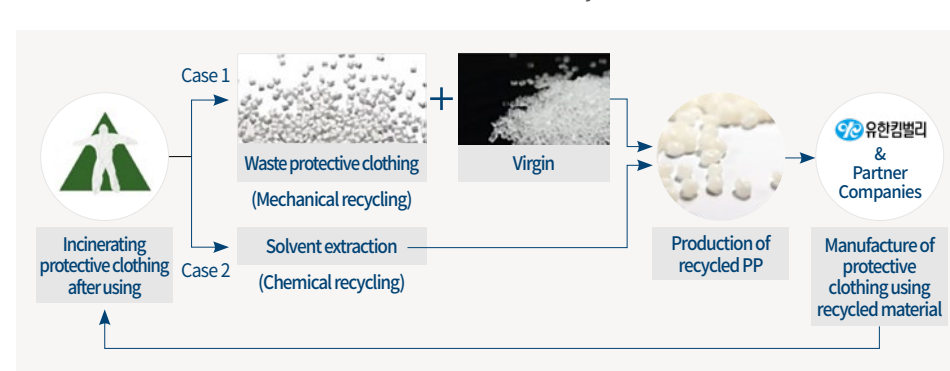 Case 1
+
Waste protective clothing
(Mechanical recycling)
Virgin
Incinerating
protective clothing
after using
Case 2
Solvent extraction
(Chemical recycling)
Production of
recycled PP
유한킴벌리
&
Partner
Companies
Manufacture of
protective
clothing using
recycled material